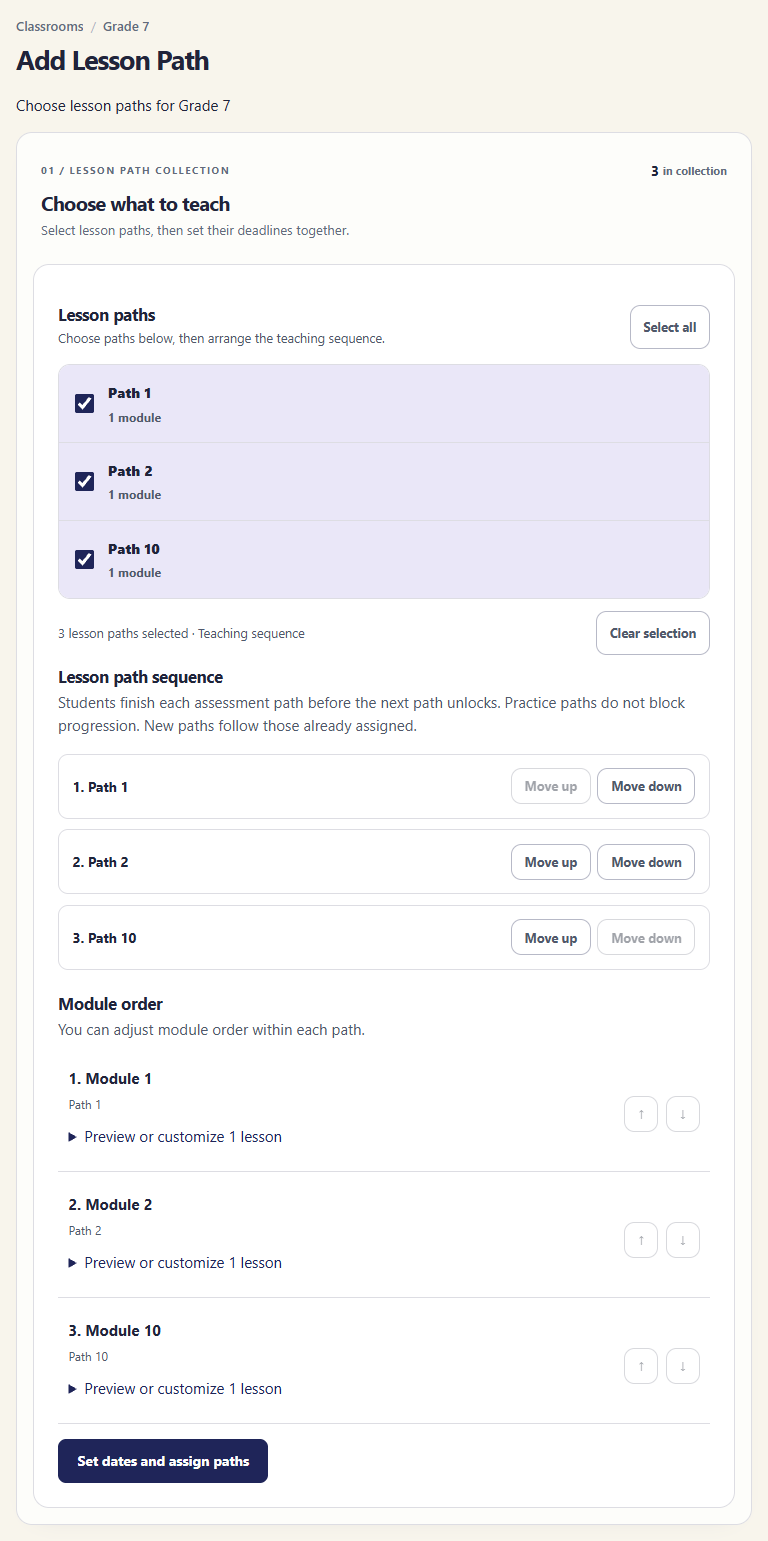 Classrooms / Grade 7
Add Lesson Path
Choose lesson paths for Grade 7
01 / LESSON PATH COLLECTION
3 in collection
Choose what to teach
Select lesson paths, then set their deadlines together.
Lesson paths
Choose paths below, then arrange the teaching sequence.
Select all
Path 1
1 module
Path 2
1 module
Path 10
1 module
3 lesson paths selected · Teaching sequence
Clear selection
Lesson path sequence
Students finish each assessment path before the next path unlocks. Practice paths do not block
progression. New paths follow those already assigned.
1. Path 1
Move up
Move down
2. Path 2
Move up
Move down
3. Path 10
Move up
Move down
Module order
You can adjust module order within each path.
1. Module 1
Path 1
↑ ↓
▶ Preview or customize 1 lesson
2. Module 2
Path 2
↑ ↓
▶ Preview or customize 1 lesson
3. Module 10
Path 10
↑ ↓
▶ Preview or customize 1 lesson
Set dates and assign paths